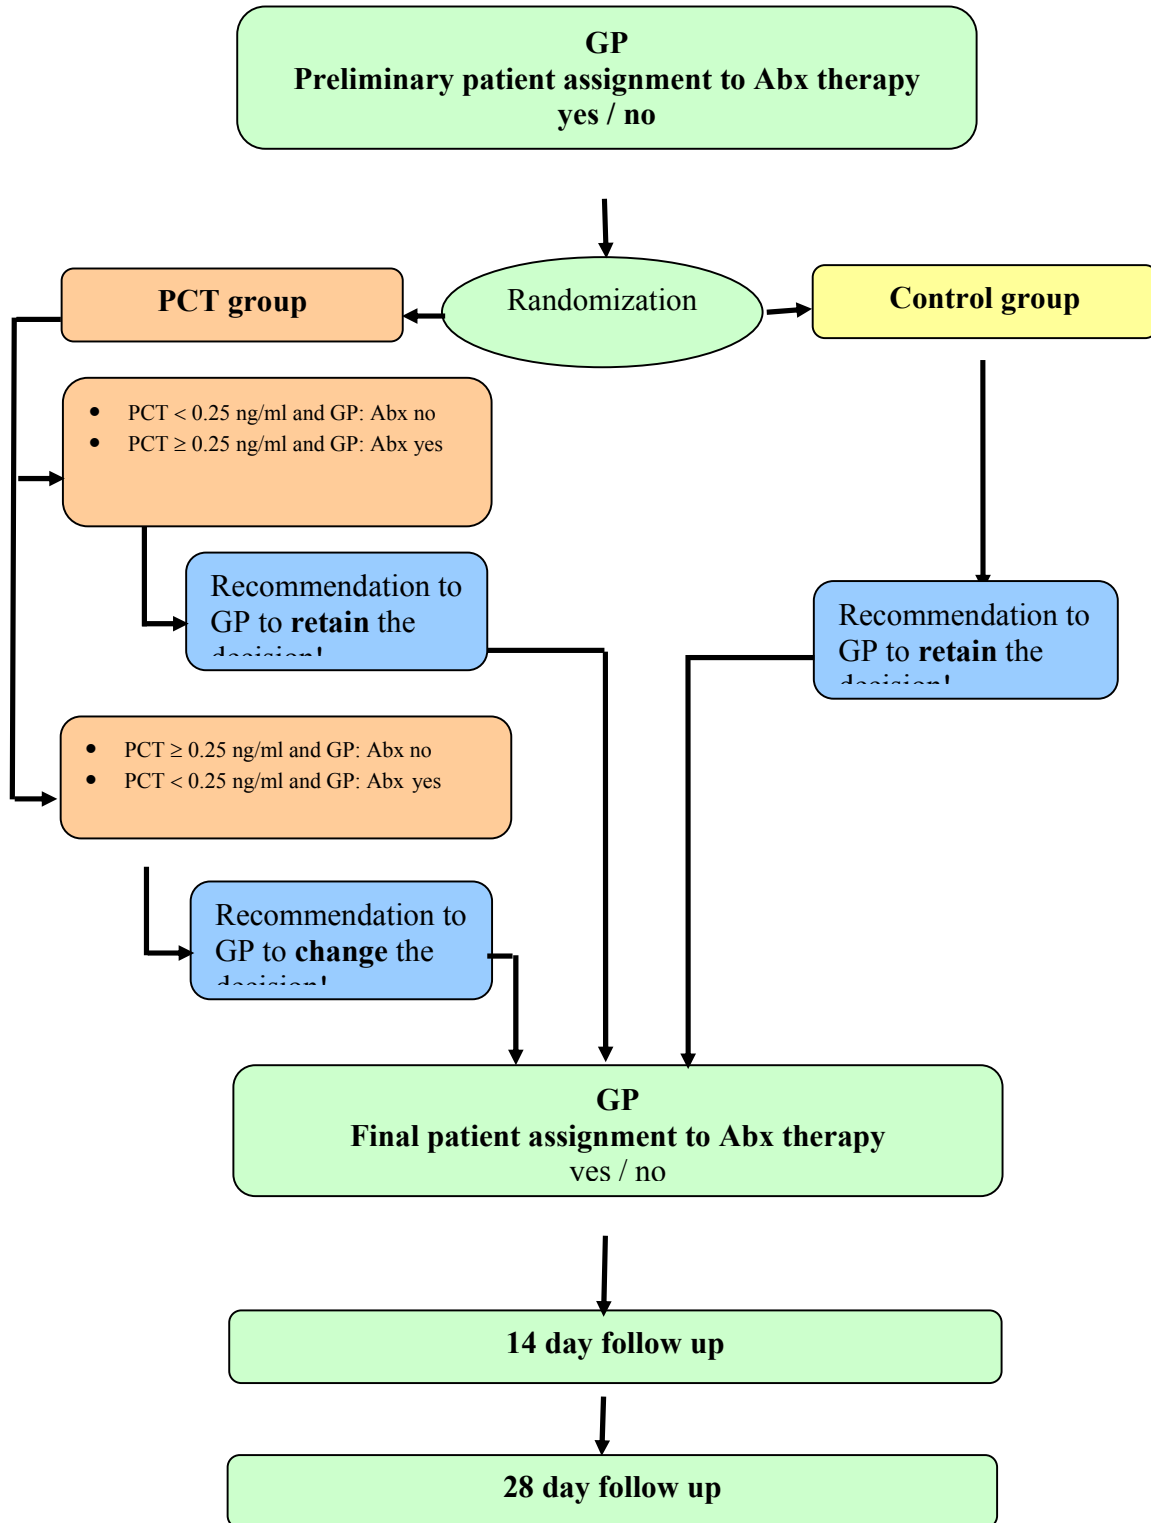 GP
Preliminary patient assignment to Abx therapy
yes / no
Randomization
PCT group
Control group
• PCT < 0.25 ng/ml and GP: Abx no
• PCT ≥ 0.25 ng/ml and GP: Abx yes
Recommendation to
GP to retain the
decision!
Recommendation to
GP to retain the
decision!
• PCT ≥ 0.25 ng/ml and GP: Abx no
• PCT < 0.25 ng/ml and GP: Abx yes
Recommendation to
GP to change the
decision!
GP
Final patient assignment to Abx therapy
yes / no
14 day follow up
28 day follow up